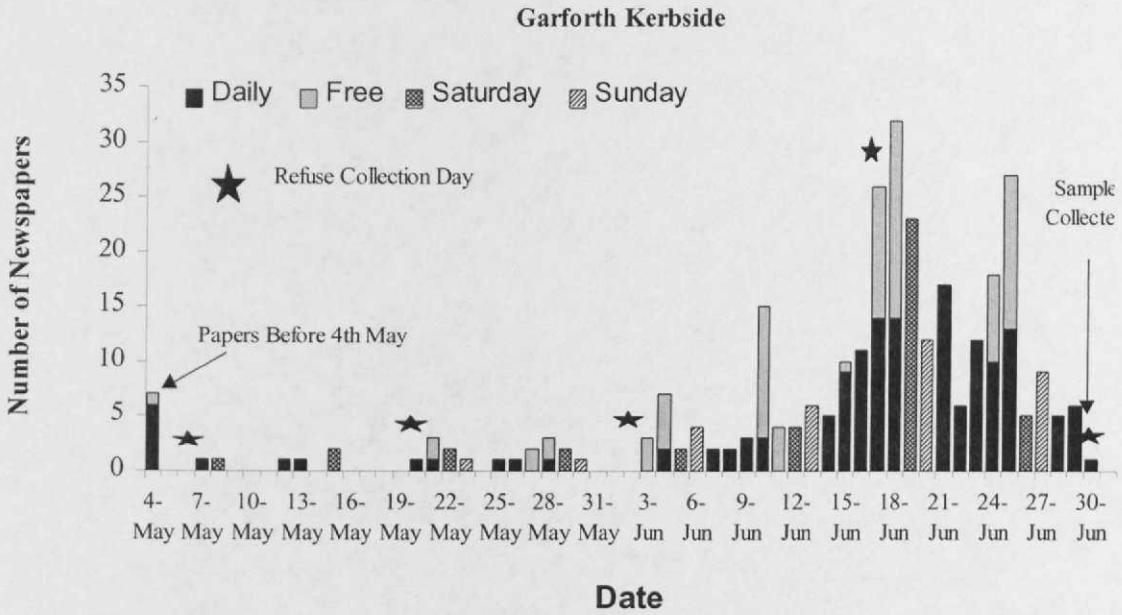 Garforth Kerbside
35
Daily Free Saturday Sunday
30
Refuse Collection Day
25
Sample
Collecte
20
15
Papers Before 4th May
10
5
0
Number of Newspapers
4- 7- 10- 13- 16- 19- 22- 25- 28- 31- 3- 6- 9- 12- 15- 18- 21- 24- 27- 30-
May May May May May May May May May May Jun Jun Jun Jun Jun Jun Jun Jun Jun Jun
Date